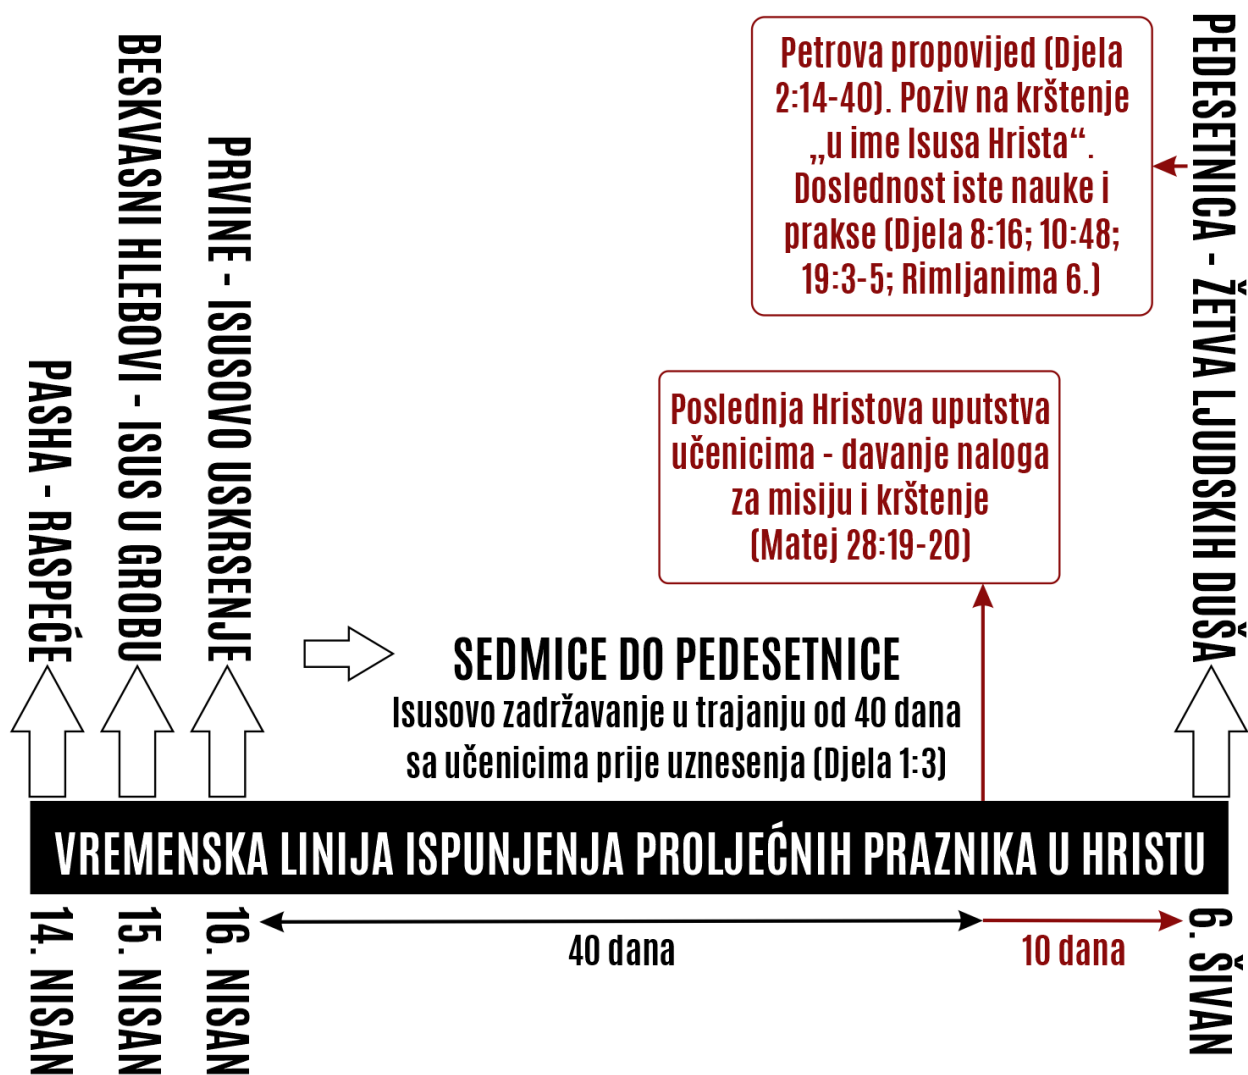 PASHA - RASPEĆE
BESKVASNI HLEBOVI - ISUS U GROBU
PRVINE - ISUSOVO USKRSENJE
Petrova propovijed (Djela
2:14-40). Poziv na krštenje
„u ime Isusa Hrista“.
Doslednost iste nauke i
prakse (Djela 8:16; 10:48;
19:3-5; Rimljanima 6.)
PEDESETNICA - ŽETVA LJUDSKIH DUŠA
Poslednja Hristova uputstva
učenicima - davanje naloga
za misiju i krštenje
(Matej 28:19-20)
SEDMICE DO PEDESETNICE
Isusovo zadržavanje u trajanju od 40 dana
sa učenicima prije uznesenja (Djela 1:3)
VREMENSKA LINIJA ISPUNJENJA PROLJEĆNIH PRAZNIKA U HRISTU
14. NISAN
15. NISAN
16. NISAN
40 dana
10 dana
6. ŠIVAN